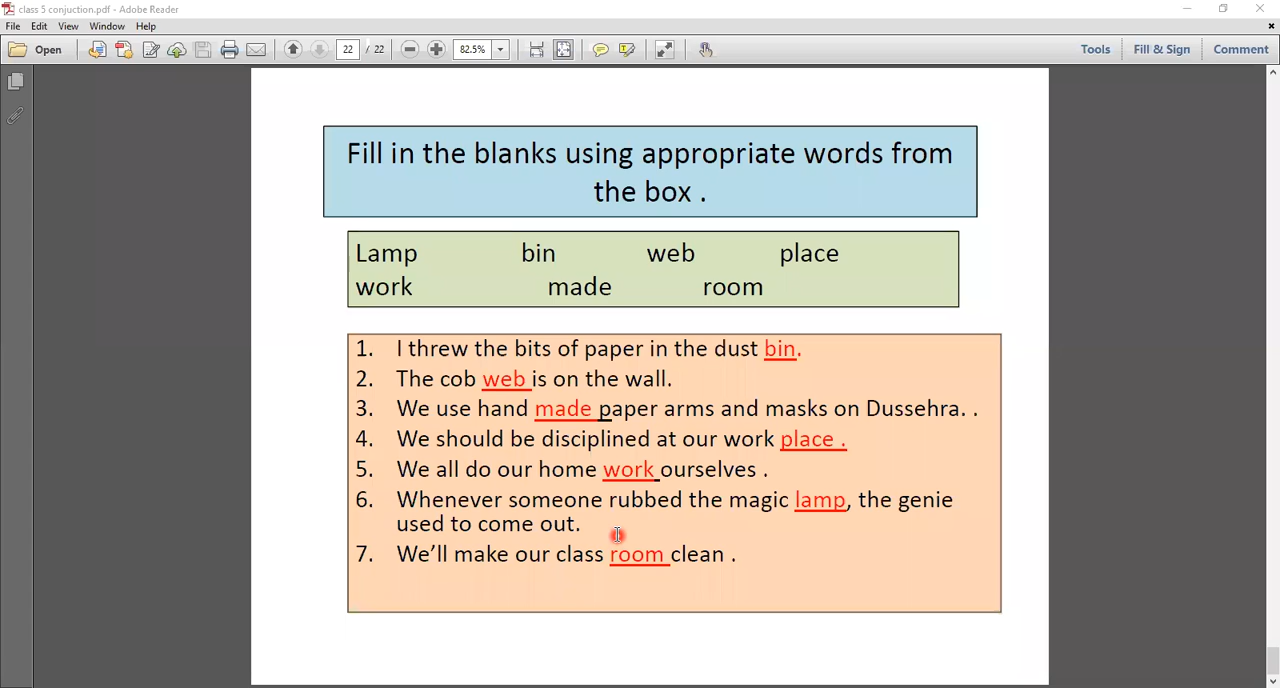 class 5 conjuction.pdf - Adobe Reader
File Edit View Window Help
Open 22 / 22 82.5% Tools Fill & Sign Comment
Fill in the blanks using appropriate words from
the box .
Lamp bin web place
work made room
1. I threw the bits of paper in the dust bin.
2. The cob web is on the wall.
3. We use hand made paper arms and masks on Dussehra. .
4. We should be disciplined at our work place .
5. We all do our home work ourselves .
6. Whenever someone rubbed the magic lamp, the genie
used to come out.
7. We’ll make our class room clean .